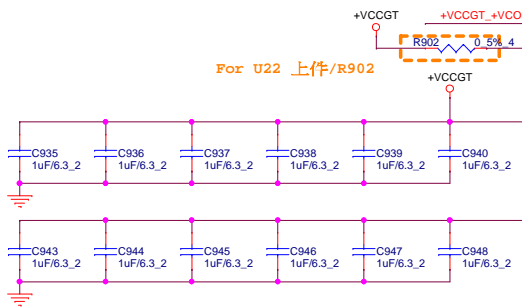 +VCCGT
+VCCGT_+VCO
R902
0_5%_4
For U22 上件/R902
+VCCGT
C935
1uF/6.3_2
C936
1uF/6.3_2
C937
1uF/6.3_2
C938
1uF/6.3_2
C939
1uF/6.3_2
C940
1uF/6.3_2
C943
1uF/6.3_2
C944
1uF/6.3_2
C945
1uF/6.3_2
C946
1uF/6.3_2
C947
1uF/6.3_2
C948
1uF/6.3_2